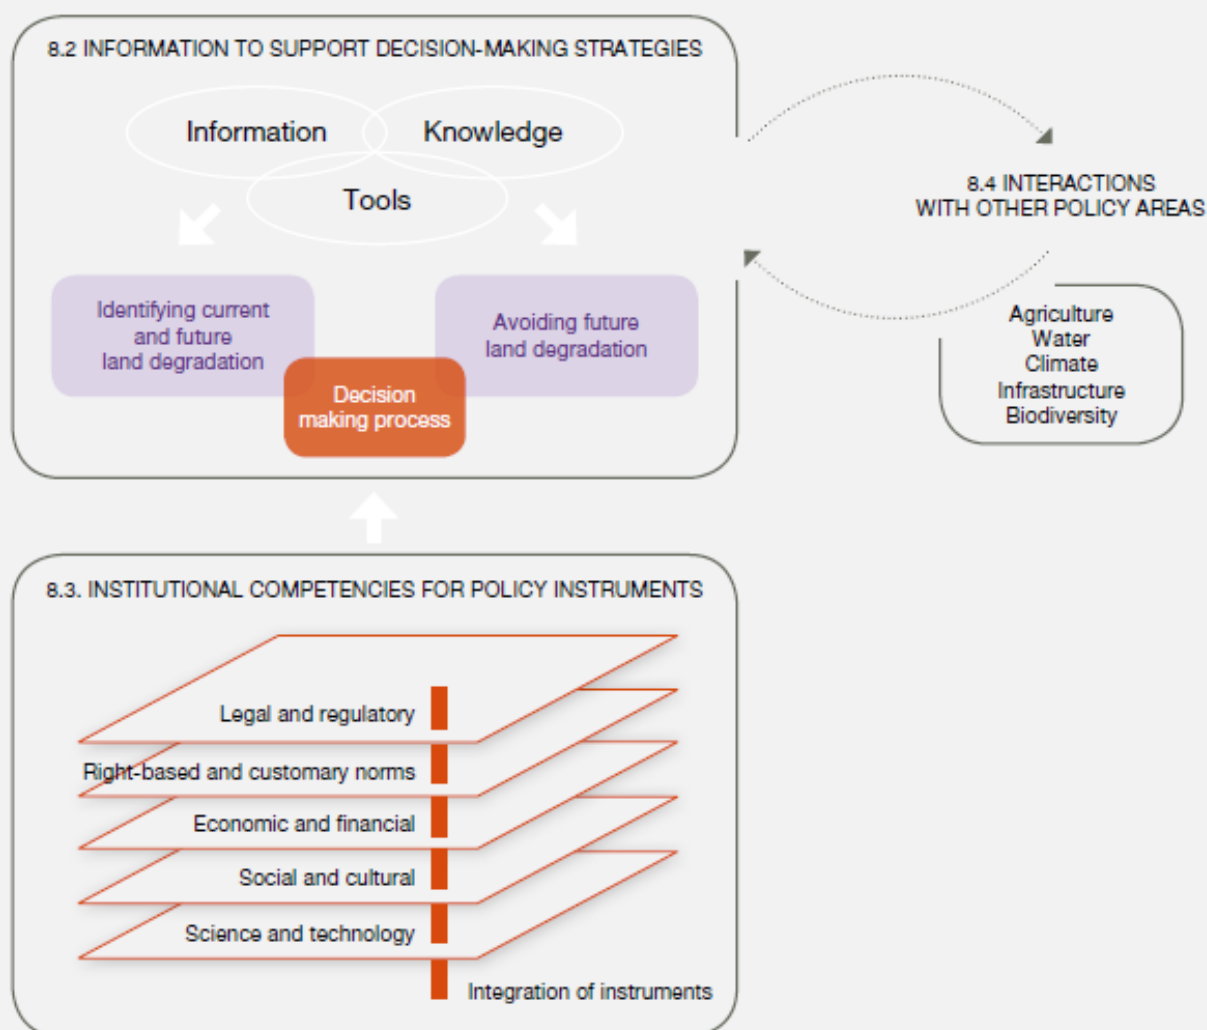 8.2 INFORMATION TO SUPPORT DECISION-MAKING STRATEGIES
Information
Knowledge
Tools
Identifying current
and future
land degradation
Avoiding future
land degradation
Decision
making process
8.4 INTERACTIONS
WITH OTHER POLICY AREAS
Agriculture
Water
Climate
Infrastructure
Biodiversity
8.3. INSTITUTIONAL COMPETENCIES FOR POLICY INSTRUMENTS
Legal and regulatory
Right-based and customary norms
Economic and financial
Social and cultural
Science and technology
Integration of instruments